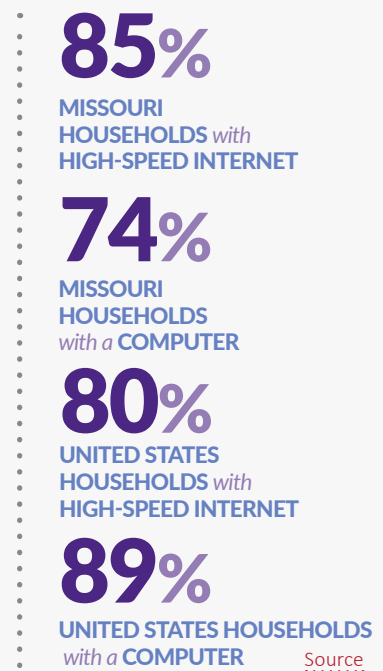 85%
MISSOURI
HOUSEHOLDS with
HIGH-SPEED INTERNET
74%
MISSOURI
HOUSEHOLDS
with a COMPUTER
80%
UNITED STATES
HOUSEHOLDS with
HIGH-SPEED INTERNET
89%
UNITED STATES HOUSEHOLDS
with a COMPUTER
Source